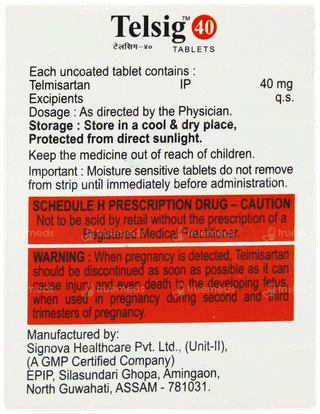 Telsig™ 40
टेलसिग-४० TABLETS
Each uncoated tablet contains :
Telmisartan IP 40 mg
Excipients q.s.
Dosage : As directed by the Physician.
Storage : Store in a cool & dry place,
Protected from direct sunlight.
Keep the medicine out of reach of children.
Important : Moisture sensitive tablets do not remove
from strip until immediately before administration.
SCHEDULE H PRESCRIPTION DRUG – CAUTION
Not to be sold by retail without the prescription of a
Registered Medical Practitioner.
WARNING : When pregnancy is detected, Telmisartan
should be discontinued as soon as possible as it can
cause injury and even death to the developing fetus,
when used in pregnancy during second and third
trimesters of pregnancy.
Manufactured by:
Signova Healthcare Pvt. Ltd., (Unit-II),
(A GMP Certified Company)
EPIP, Silasundari Ghopa, Amingaon,
North Guwahati, ASSAM - 781031.